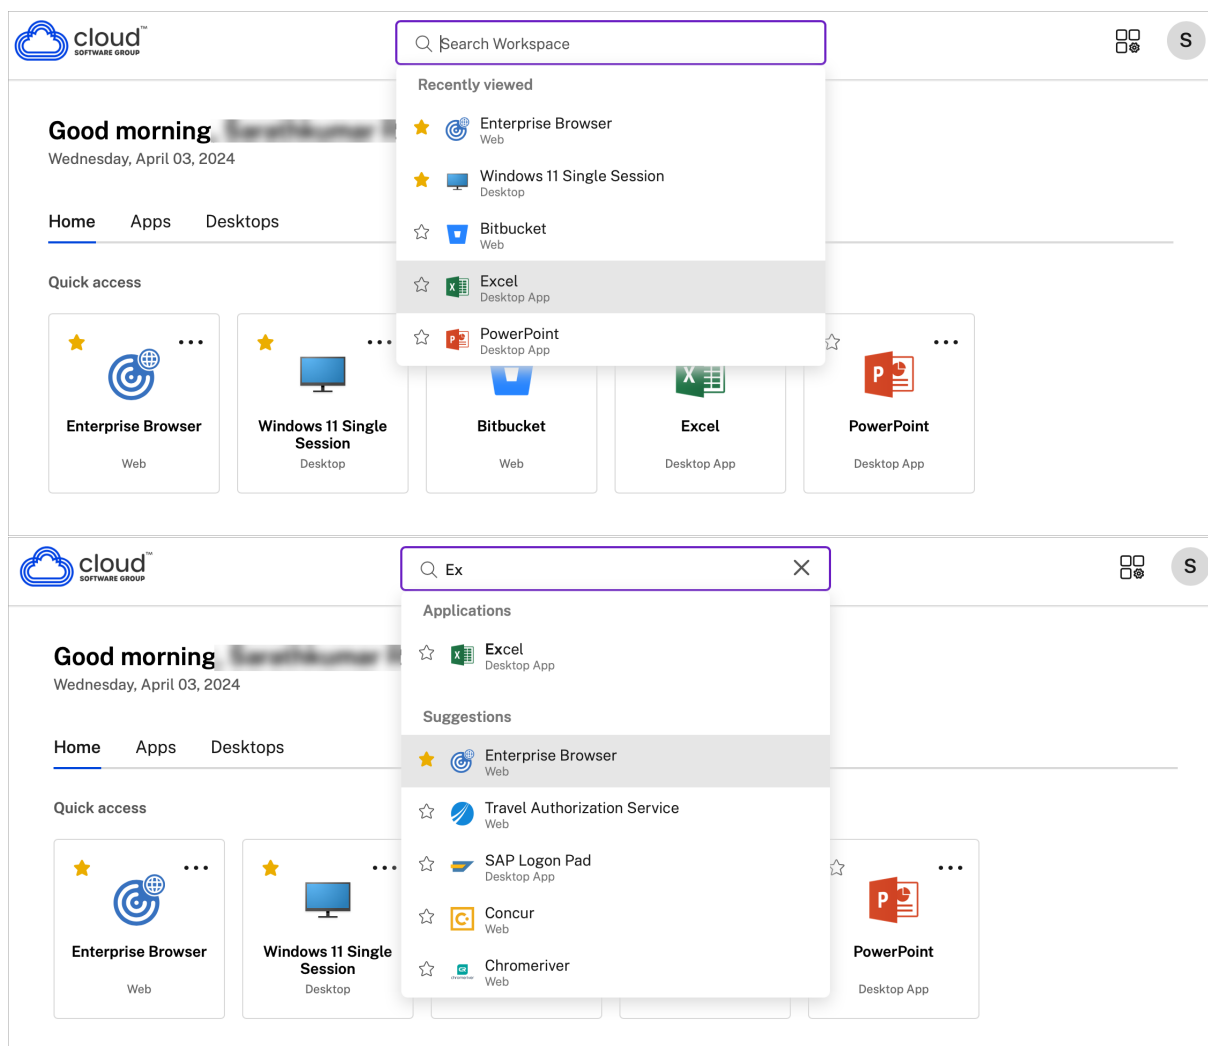 cloud™
SOFTWARE GROUP
Search Workspace
S
Recently viewed
Enterprise Browser
Web
Windows 11 Single Session
Desktop
Bitbucket
Web
Excel
Desktop App
PowerPoint
Desktop App
Good morning,
Wednesday, April 03, 2024
Home Apps Desktops
Quick access
Enterprise Browser
Web
Windows 11 Single
Session
Desktop
Bitbucket
Web
Excel
Desktop App
PowerPoint
Desktop App
cloud™
SOFTWARE GROUP
Ex
S
Applications
Excel
Desktop App
Suggestions
Enterprise Browser
Web
Travel Authorization Service
Web
SAP Logon Pad
Desktop App
Concur
Web
Chromeriver
Web
Good morning,
Wednesday, April 03, 2024
Home Apps Desktops
Quick access
Enterprise Browser
Web
Windows 11 Single
Session
Desktop
PowerPoint
Desktop App